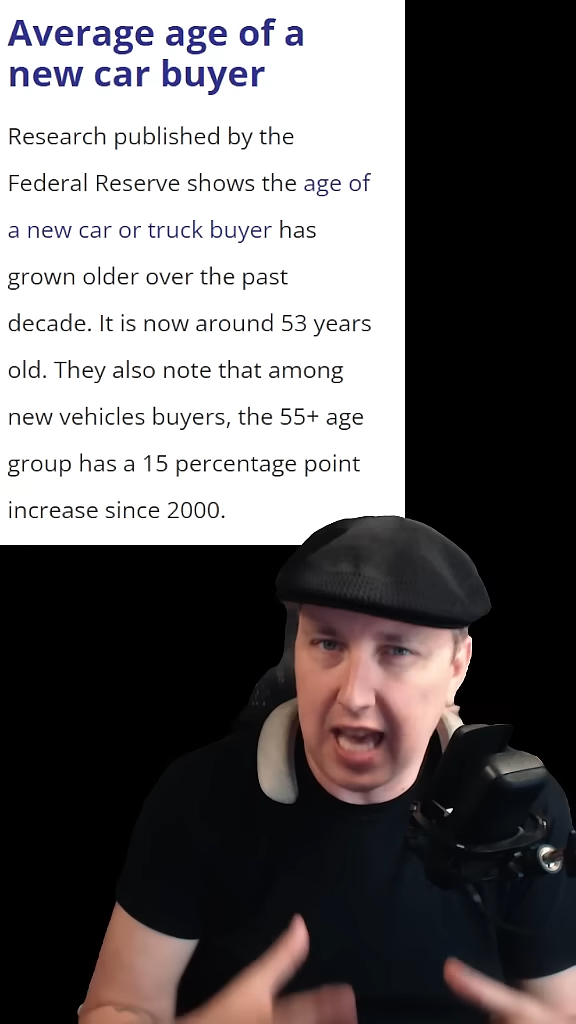 Average age of a
new car buyer
Research published by the
Federal Reserve shows the age of
a new car or truck buyer has
grown older over the past
decade. It is now around 53 years
old. They also note that among
new vehicles buyers, the 55+ age
group has a 15 percentage point
increase since 2000.